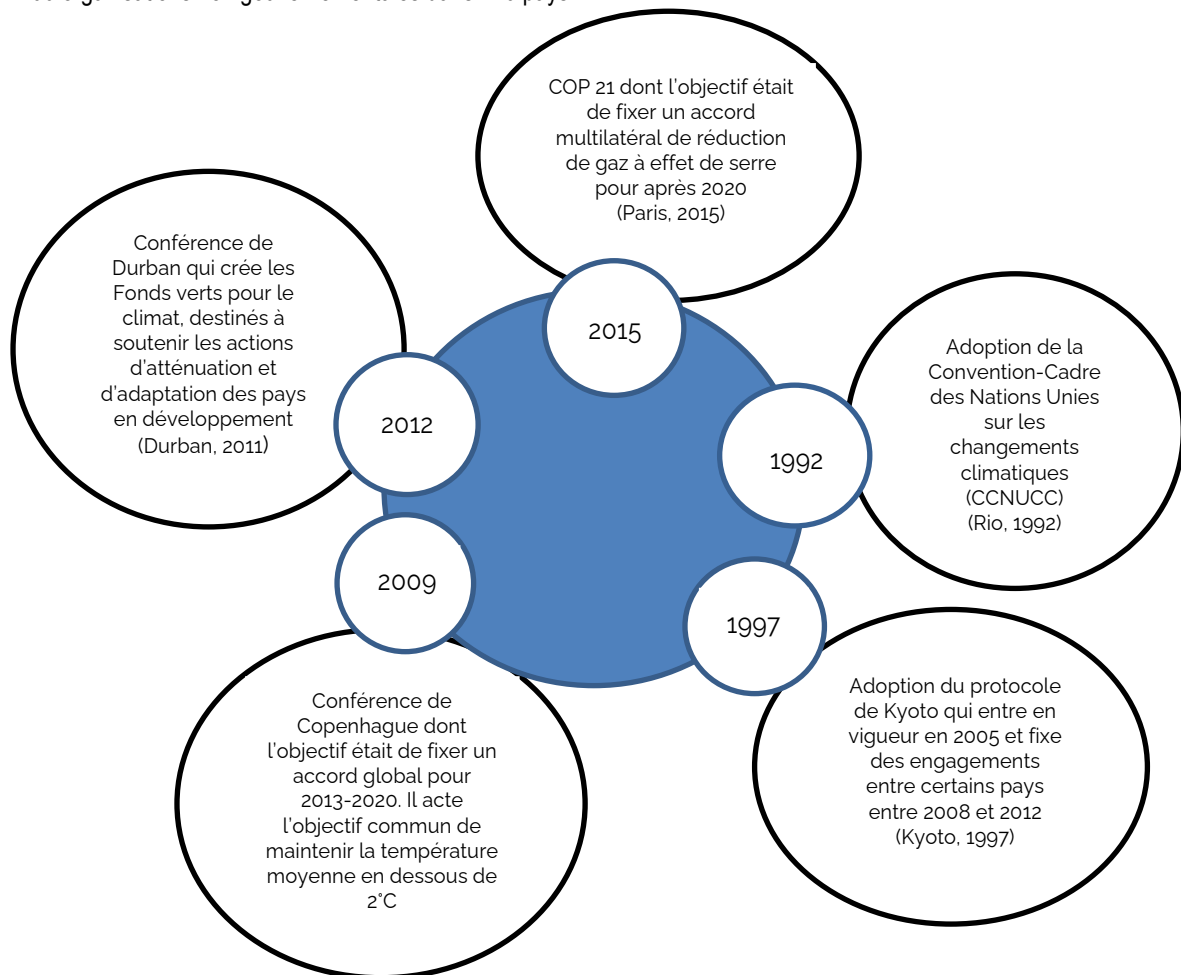 COP 21 dont l'objectif était
de fixer un accord
multilatéral de réduction
de gaz à effet de serre
pour après 2020
(Paris, 2015)
2015
Conférence de
Durban qui crée les
Fonds verts pour le
climat, destinés à
soutenir les actions
d'atténuation et
d'adaptation des pays
en développement
(Durban, 2011)
2012
Adoption de la
Convention-Cadre
des Nations Unies
sur les
changements
climatiques
(CCNUCC)
(Rio, 1992)
1992
2009
Conférence de
Copenhague dont
l'objectif était de fixer un
accord global pour
2013-2020. Il acte
l'objectif commun de
maintenir la température
moyenne en dessous de
2°C
1997
Adoption du protocole
de Kyoto qui entre en
vigueur en 2005 et fixe
des engagements
entre certains pays
entre 2008 et 2012
(Kyoto, 1997)